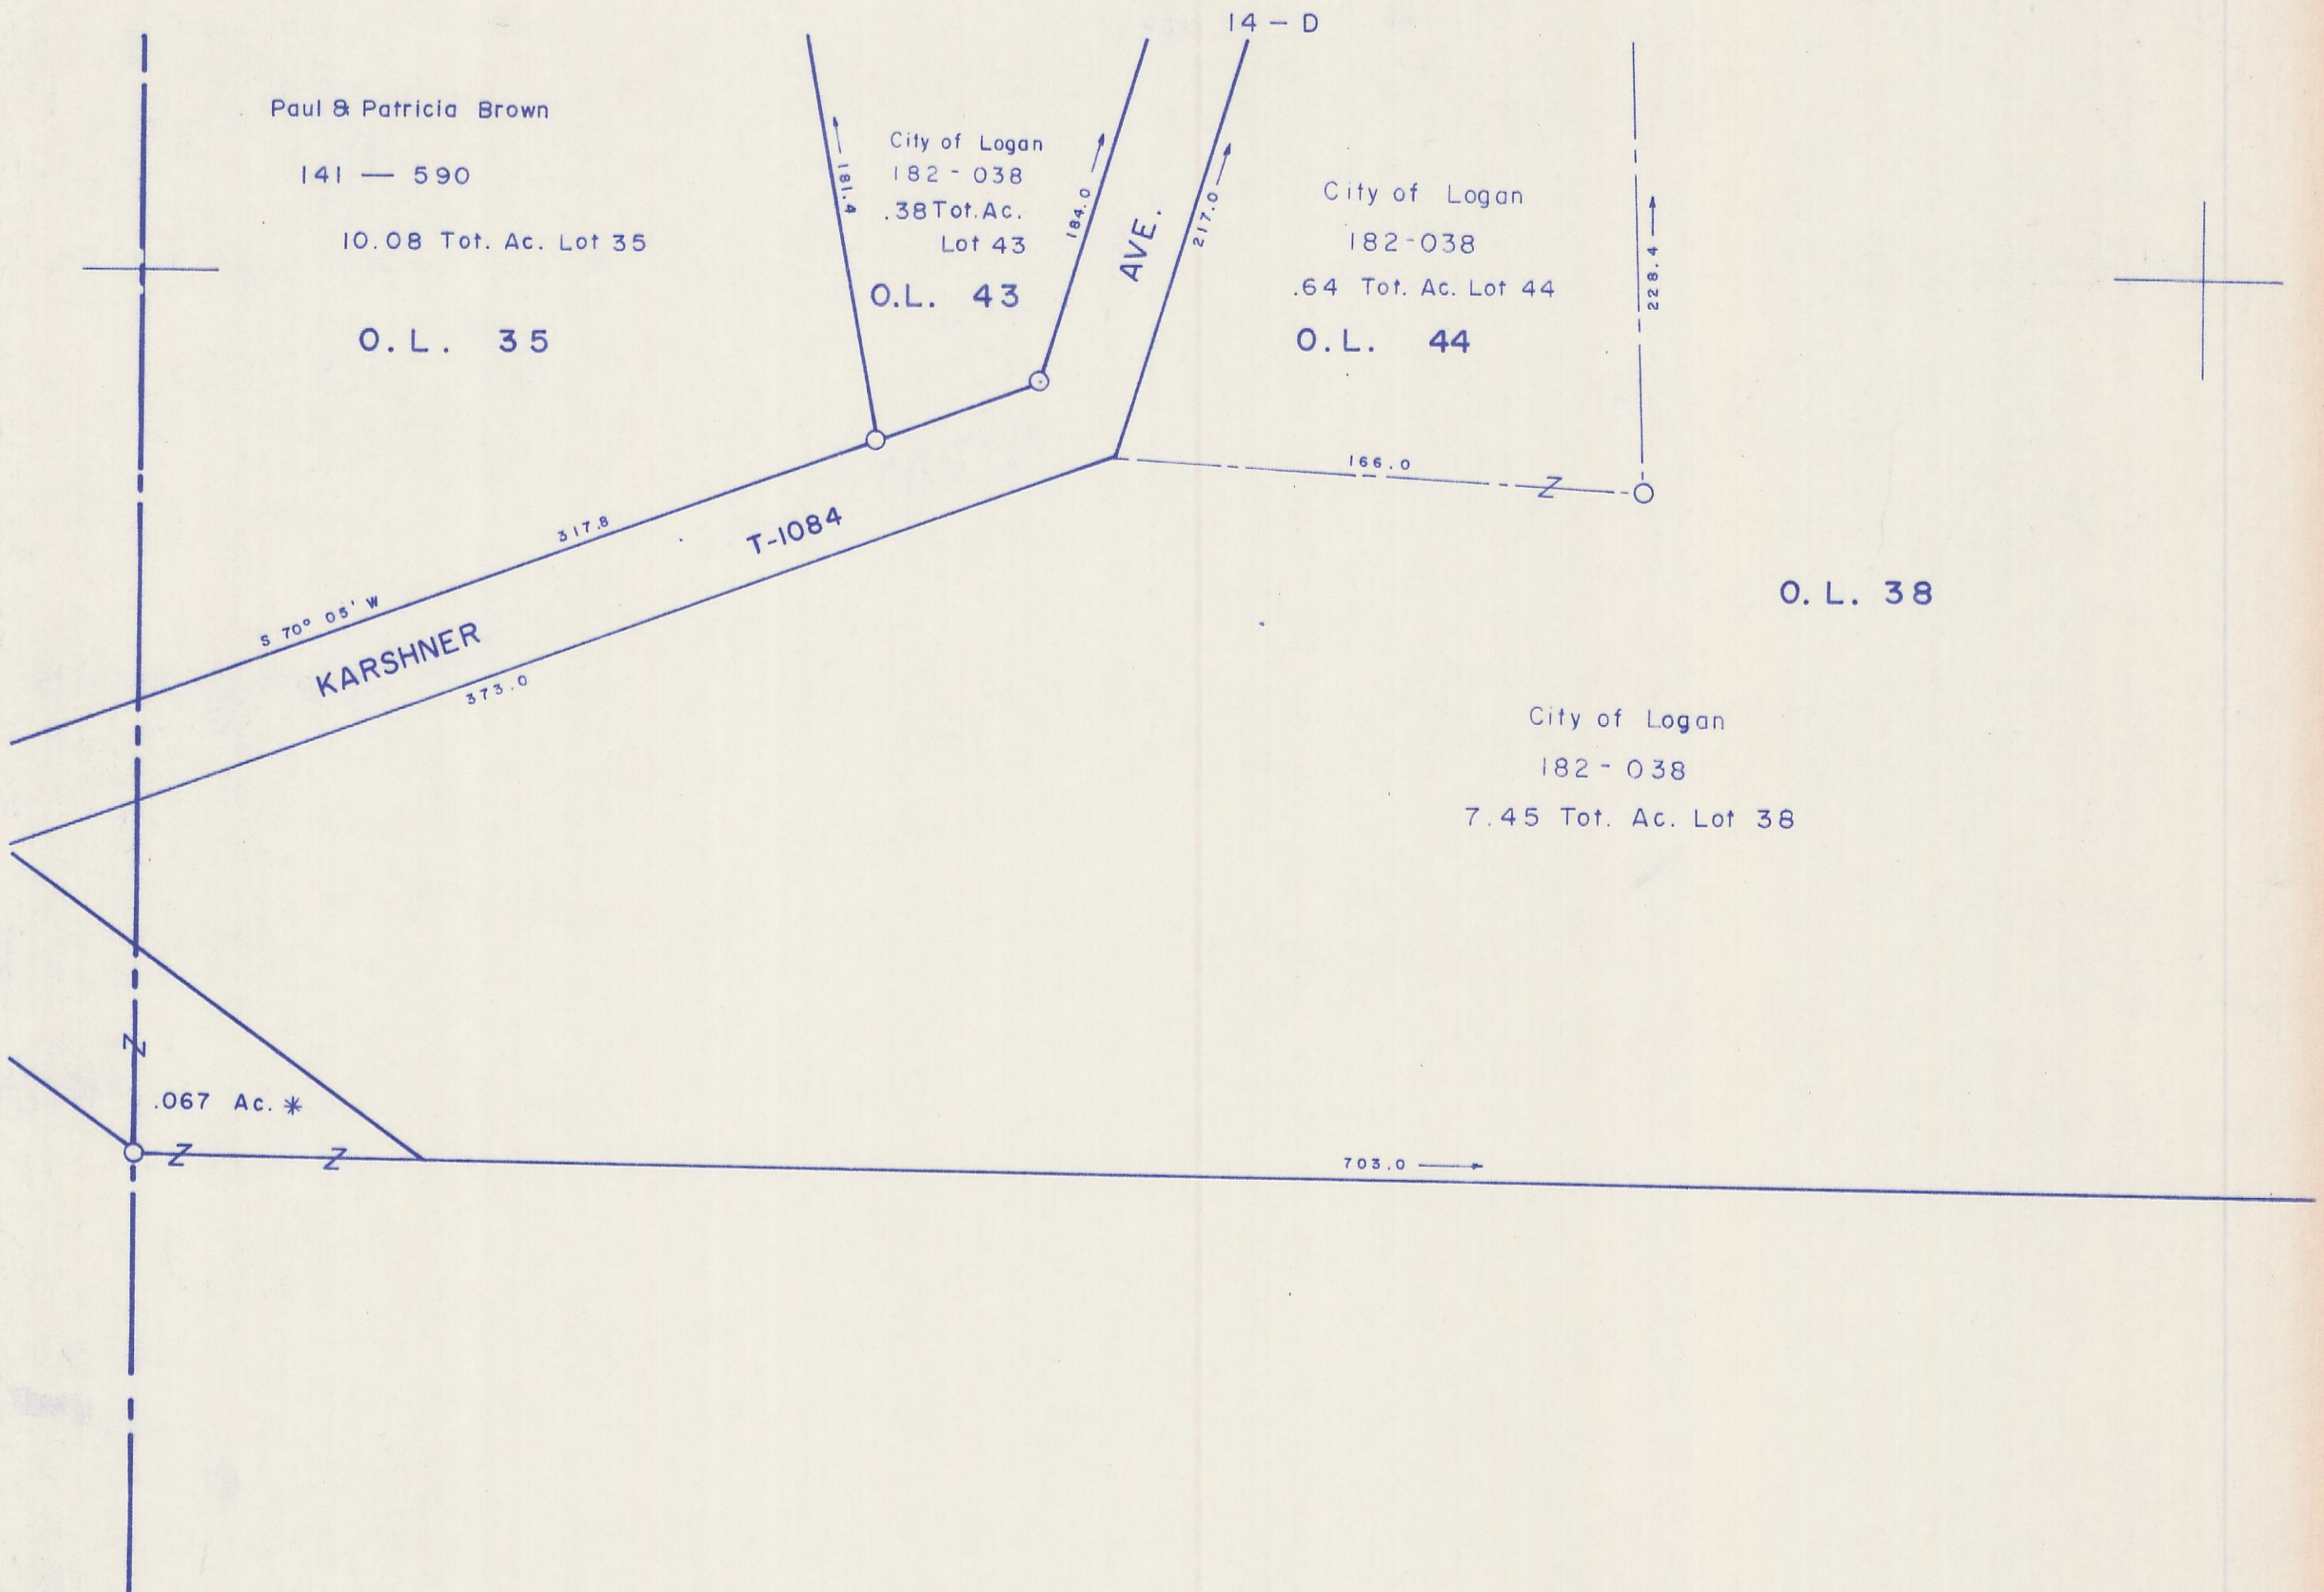 14 - D
Paul & Patricia Brown
141 — 590
10.08 Tot. Ac. Lot 35
O.L. 35
181.4
City of Logan
182 - 038
.38 Tot. Ac.
Lot 43
O.L. 43
184.0
AVE.
217.0
City of Logan
182-038
.64 Tot. Ac. Lot 44
O.L. 44
228.4
166.0
Z
317.8
T-1084
S 70° 05' W
KARSHNER
373.0
O.L. 38
City of Logan
182 - 038
7.45 Tot. Ac. Lot 38
Z
.067 Ac. *
Z
Z
703.0